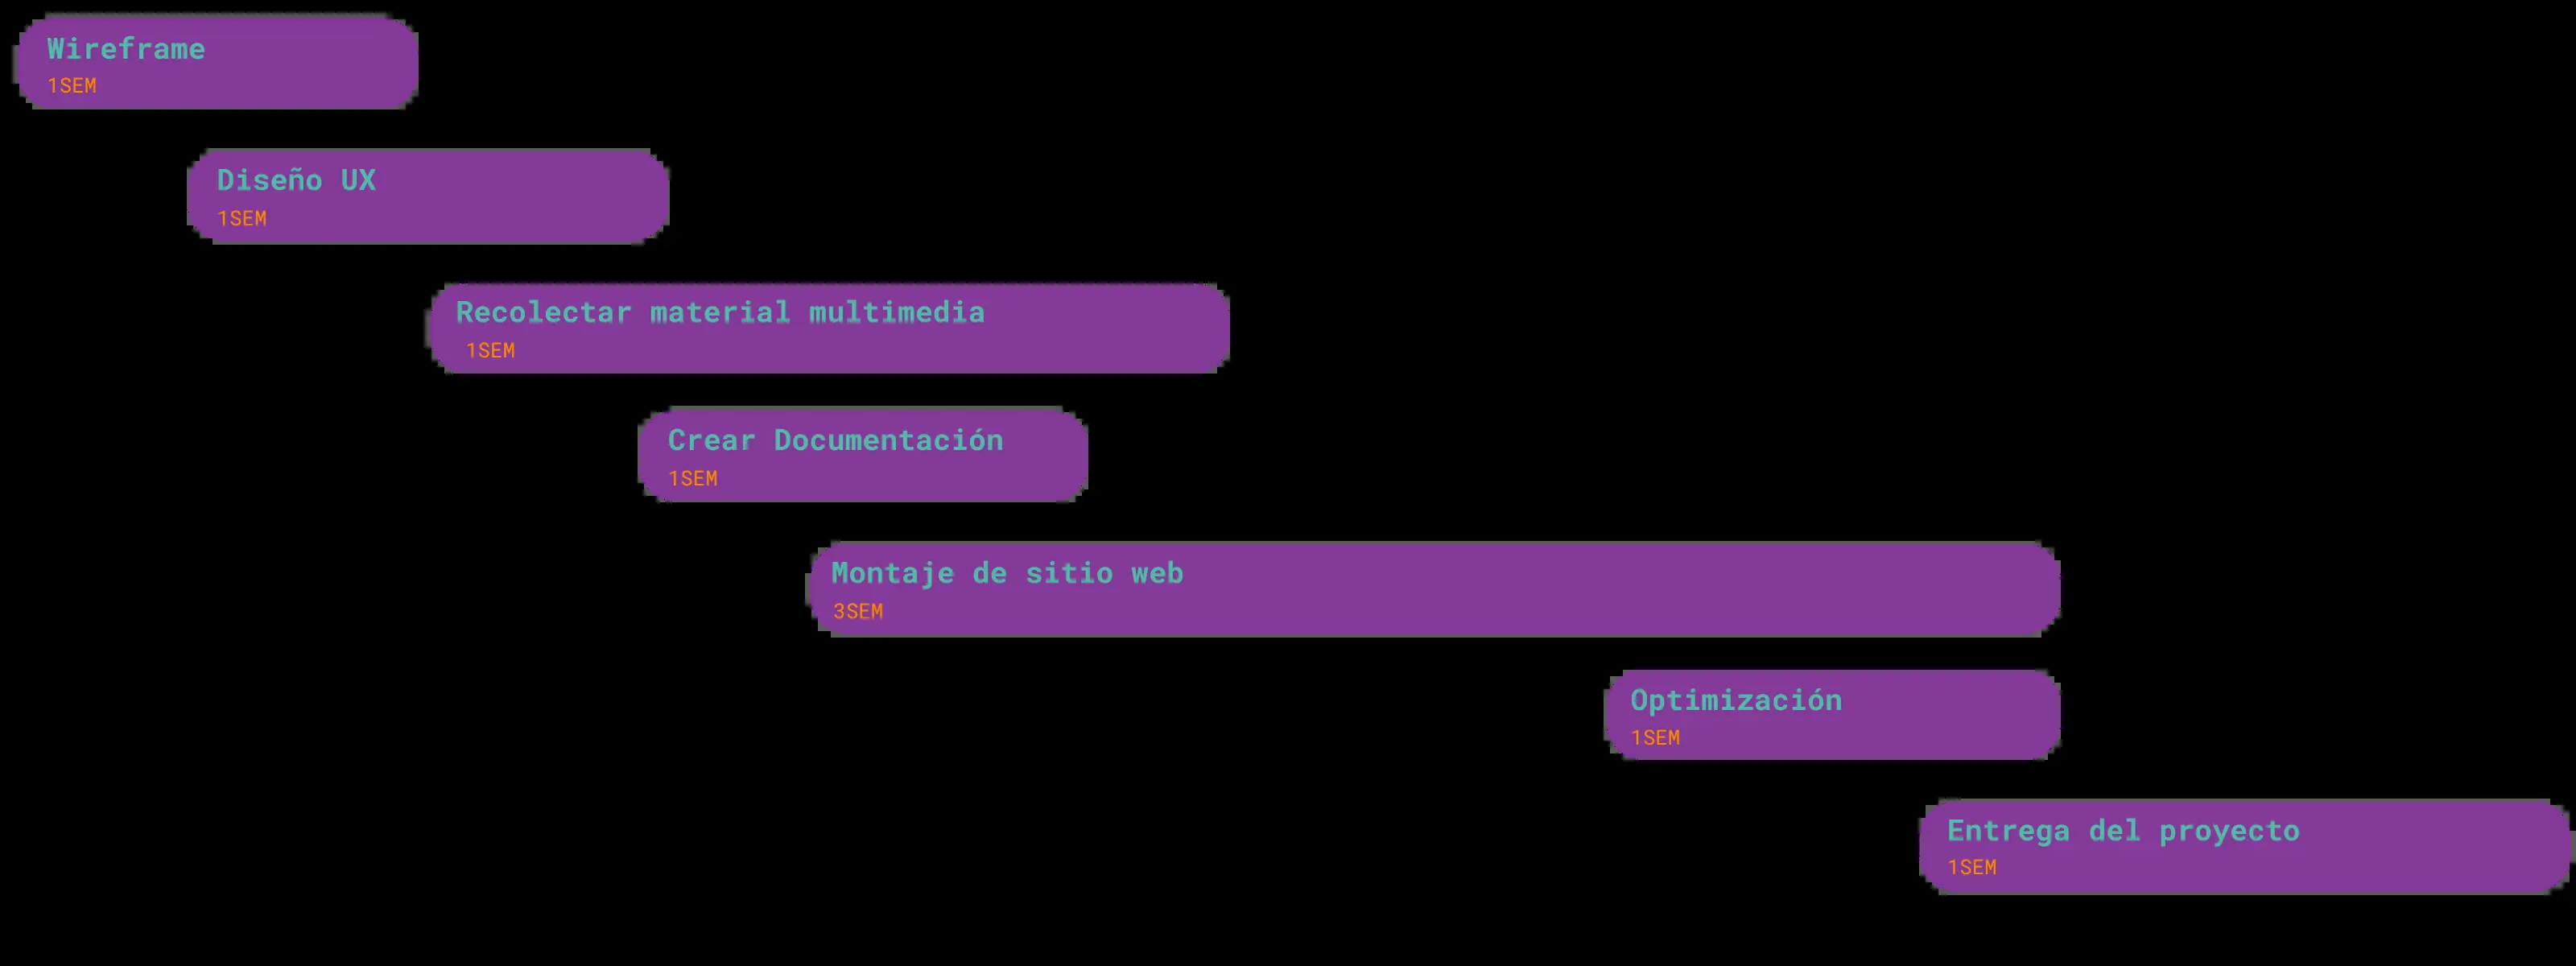 Wireframe
1SEM
Diseño UX
1SEM
Recolectar material multimedia
1SEM
Crear Documentación
1SEM
Montaje de sitio web
3SEM
Optimización
1SEM
Entrega del proyecto
1SEM